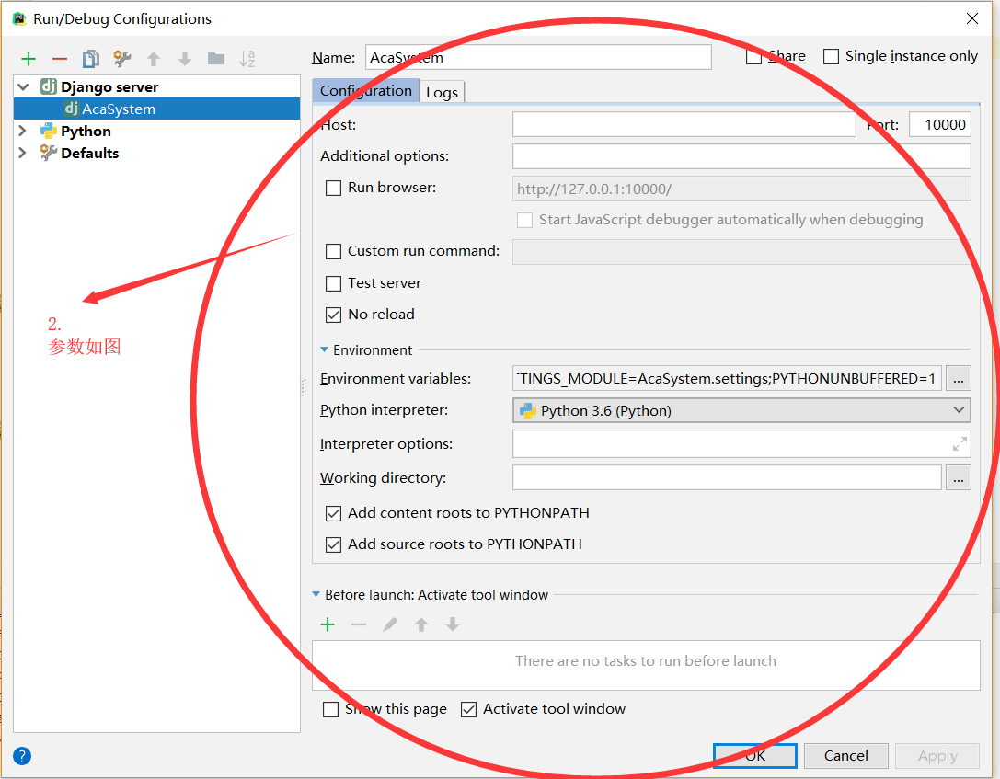 Run/Debug Configurations
Name: AcaSystem Share Single instance only
Django server
AcaSystem
Python
Defaults
Configuration Logs
Host: Port: 10000
Additional options:
Run browser: http://127.0.0.1:10000/
Start JavaScript debugger automatically when debugging
Custom run command:
Test server
No reload
2.
参数如图
Environment
Environment variables: TINGS_MODULE=AcaSystem.settings;PYTHONUNBUFFERED=1 ...
Python interpreter: Python 3.6 (Python)
Interpreter options:
Working directory: ...
Add content roots to PYTHONPATH
Add source roots to PYTHONPATH
Before launch: Activate tool window
There are no tasks to run before launch
Show this page Activate tool window
? OK Cancel Apply